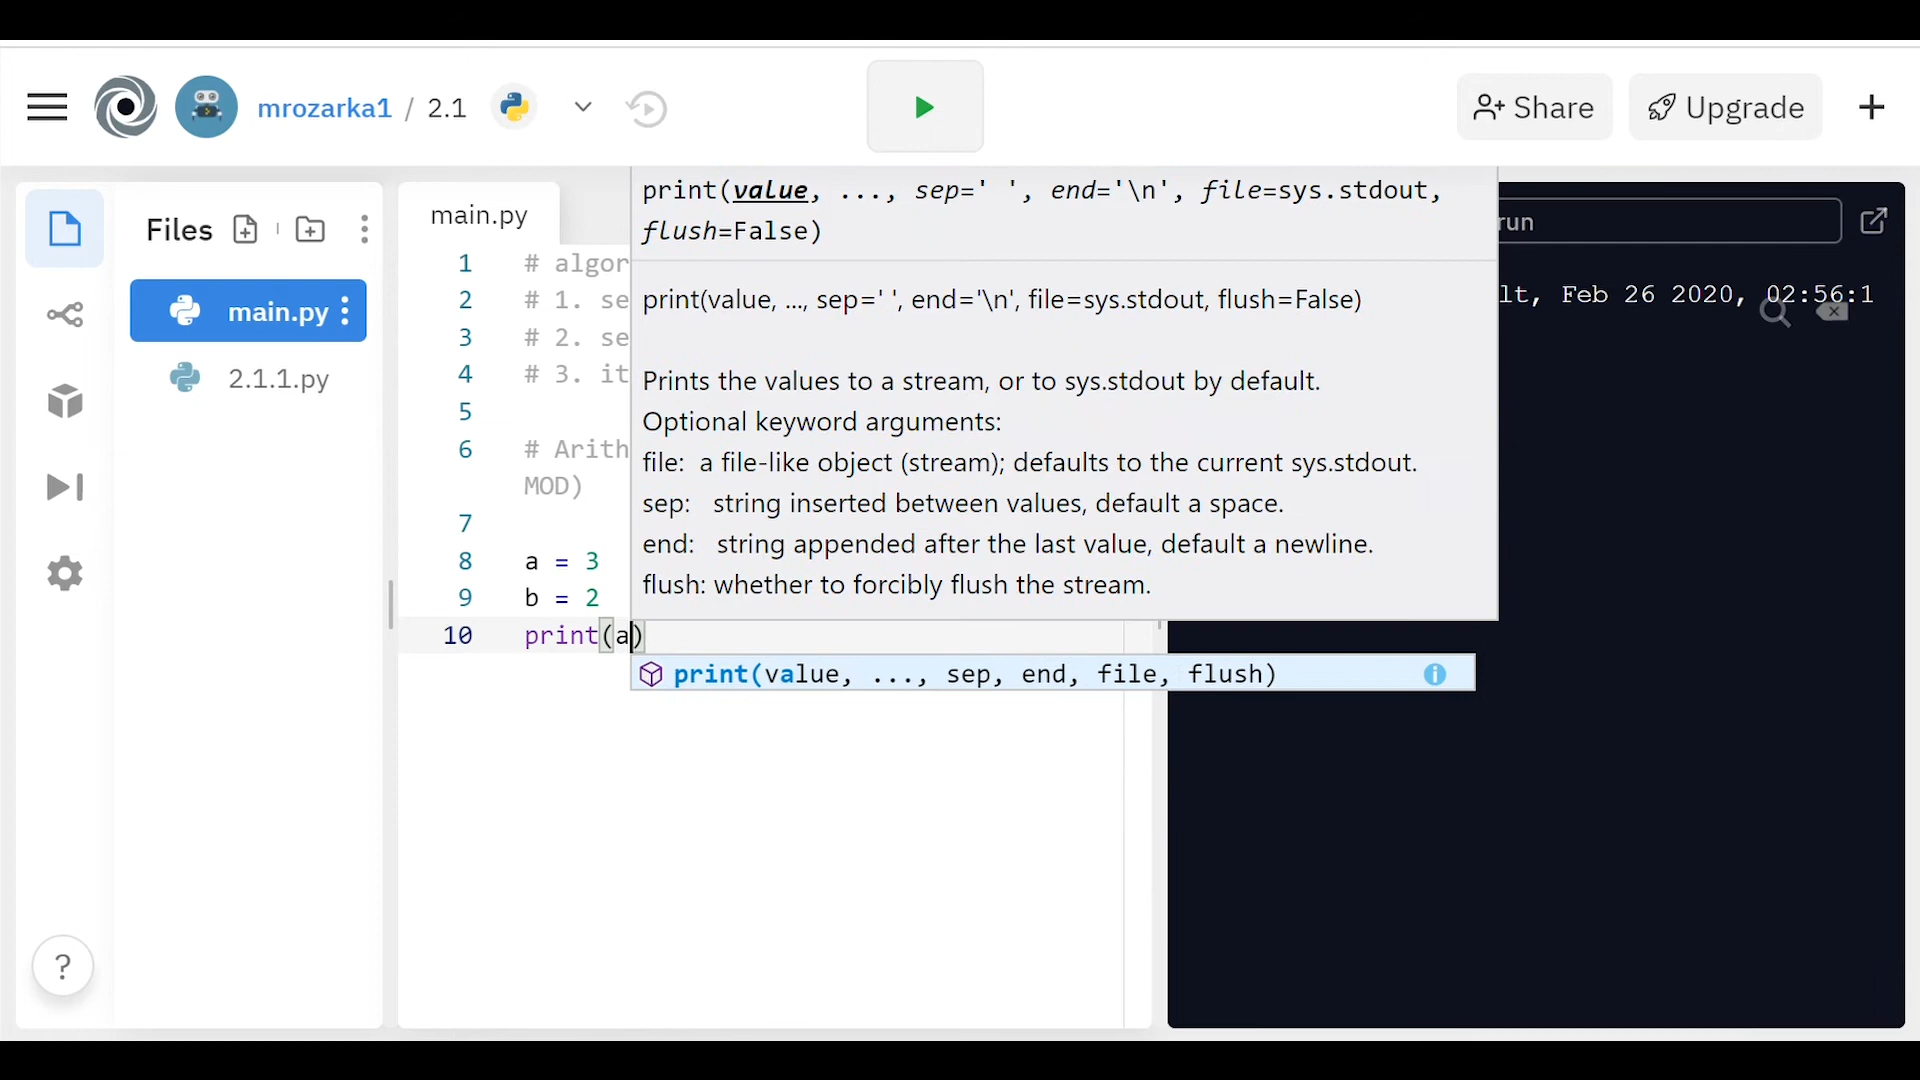 mrozarka1 / 2.1
Share
Upgrade
Files
main.py
2.1.1.py
main.py
1 # algor
2 # 1. se
3 # 2. se
4 # 3. it
5
6 # Arith
MOD)
7
8 a = 3
9 b = 2
10 print(a)
print(value, ..., sep=' ', end='\n', file=sys.stdout,
flush=False)
print(value, ..., sep=' ', end='\n', file=sys.stdout, flush=False)
Prints the values to a stream, or to sys.stdout by default.
Optional keyword arguments:
file: a file-like object (stream); defaults to the current sys.stdout.
sep: string inserted between values, default a space.
end: string appended after the last value, default a newline.
flush: whether to forcibly flush the stream.
print(value, ..., sep, end, file, flush)
run
lt, Feb 26 2020, 02:56:1
?